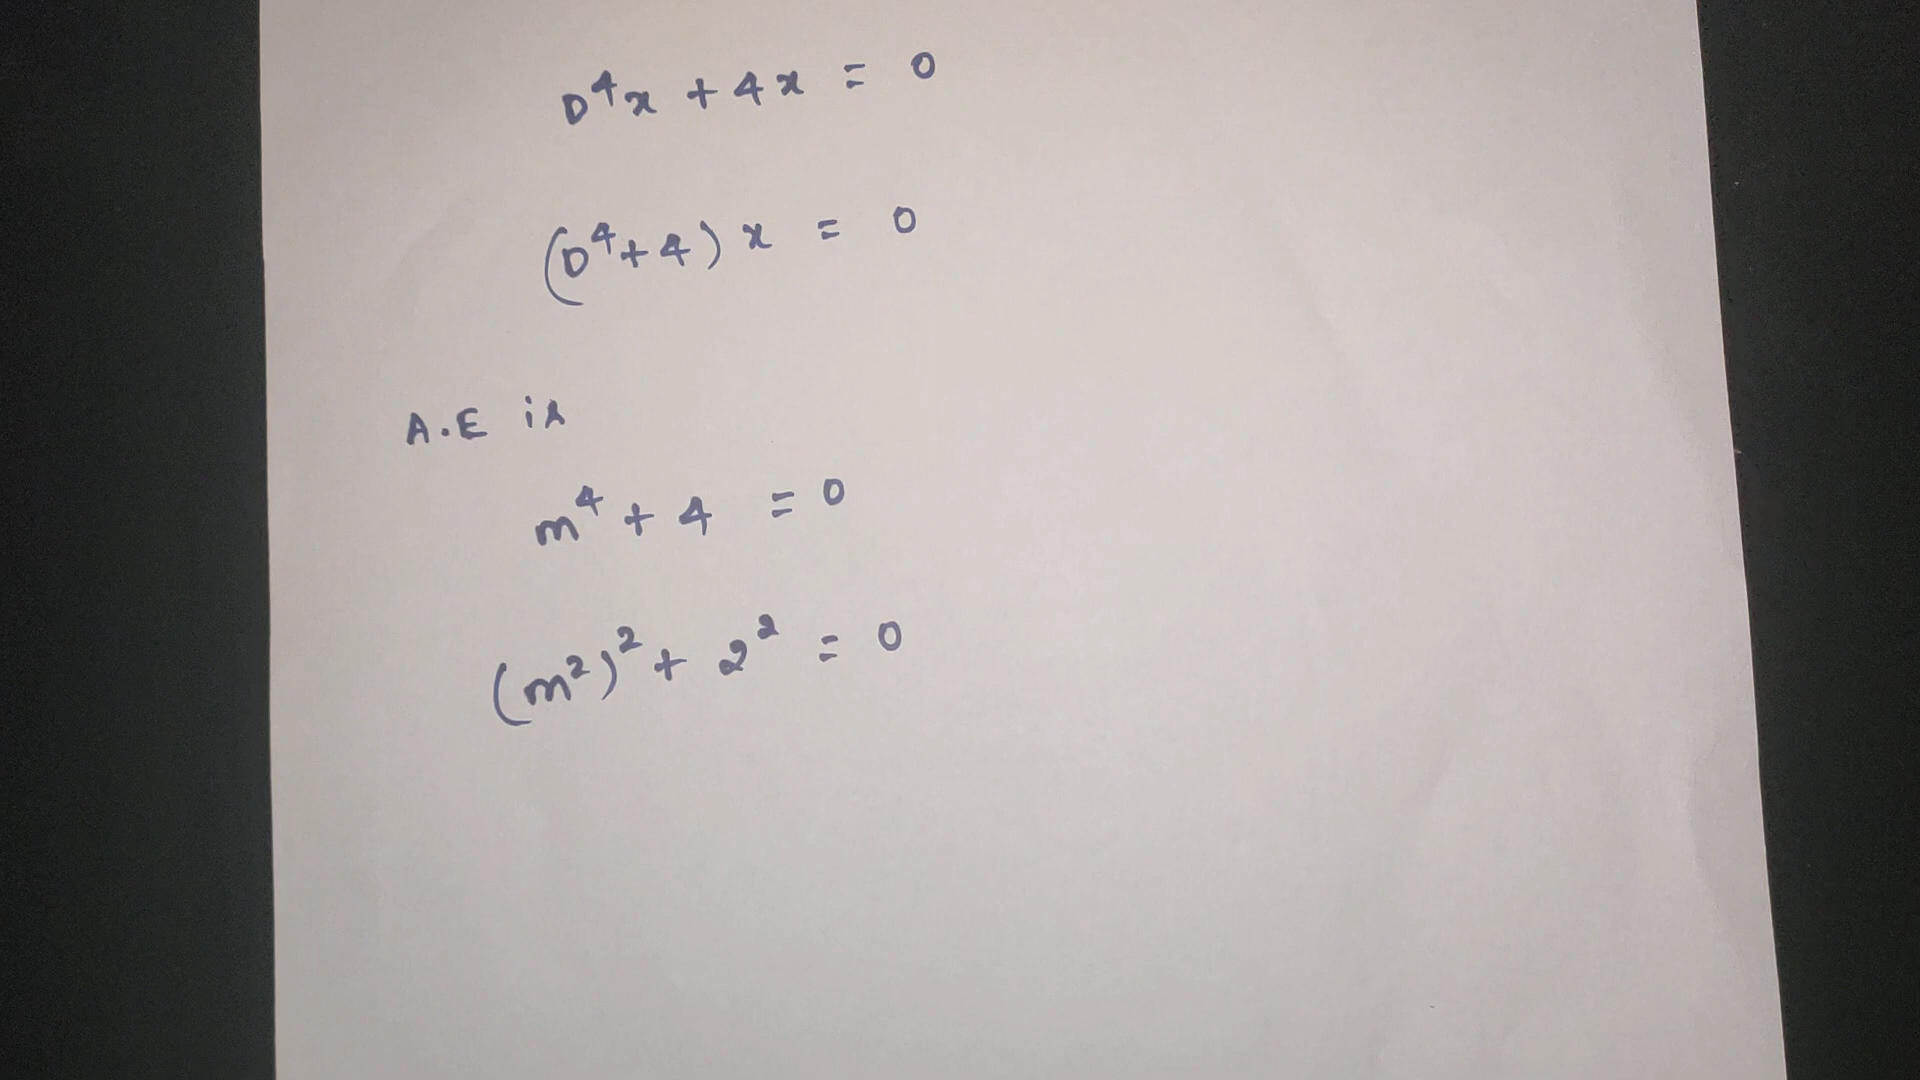 D⁴x + 4x = 0
(D⁴+4) x = 0
A.E is
m⁴ + 4 = 0
(m²)² + 2² = 0